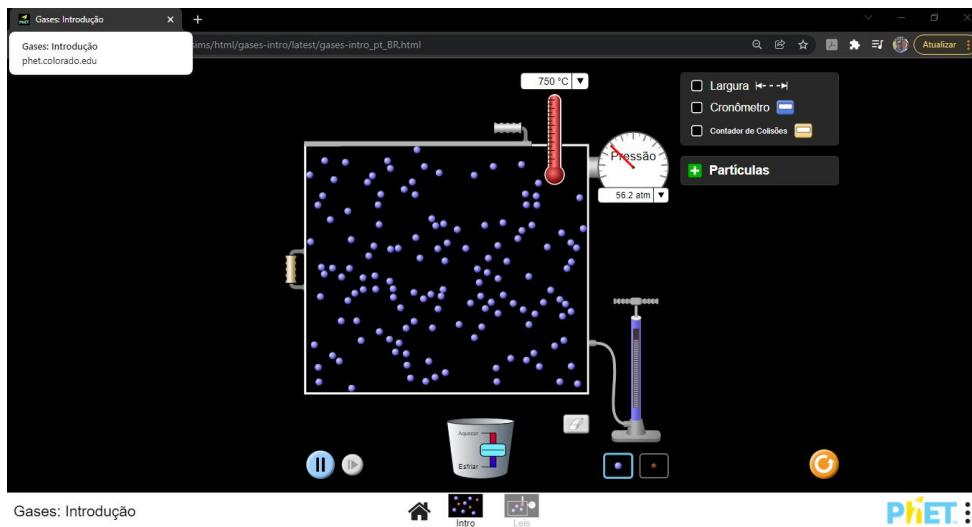 Gases: Introdução
Gases: Introdução
phet.colorado.edu
sims/html/gases-intro/latest/gases-intro_pt_BR.html
Atualizar
750 °C
Largura
Cronômetro
Contador de Colisões
Pressão
Partículas
56.2 atm
Aquecer
Esfriar
Gases: Introdução
Intro
Leis
PhET